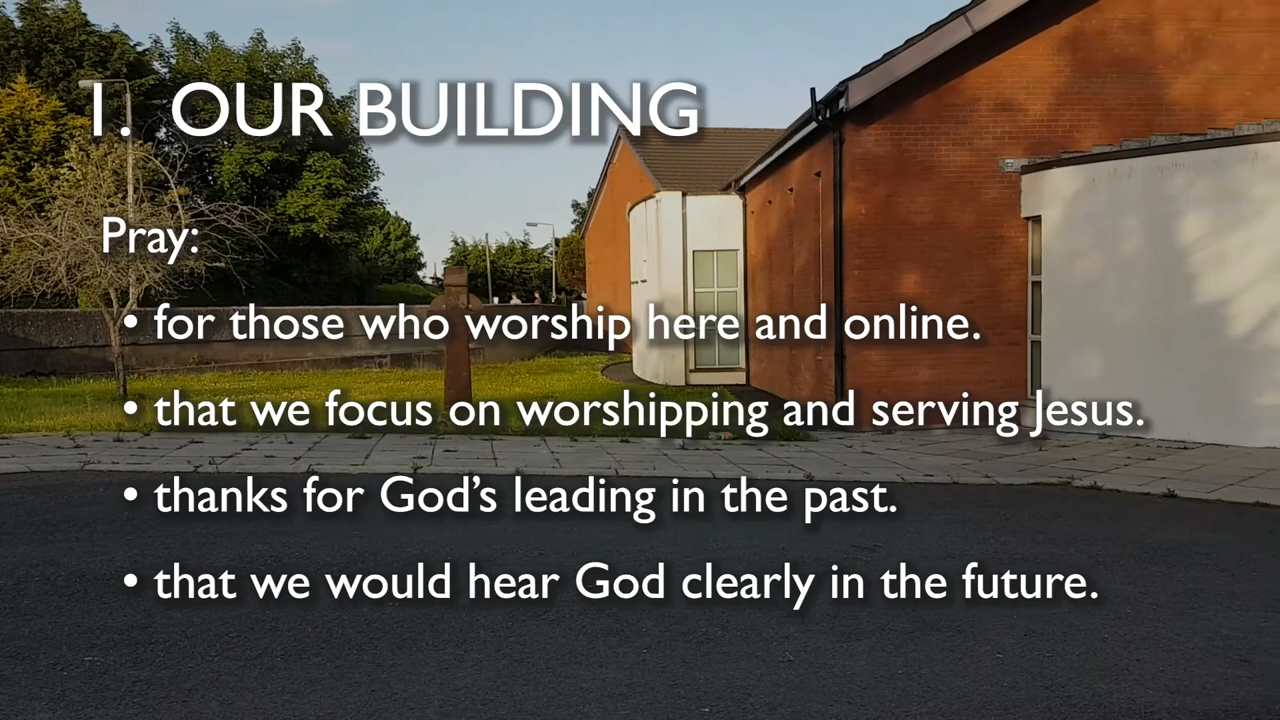 1. OUR BUILDING
Pray:
• for those who worship here and online.
• that we focus on worshipping and serving Jesus.
• thanks for God’s leading in the past.
• that we would hear God clearly in the future.